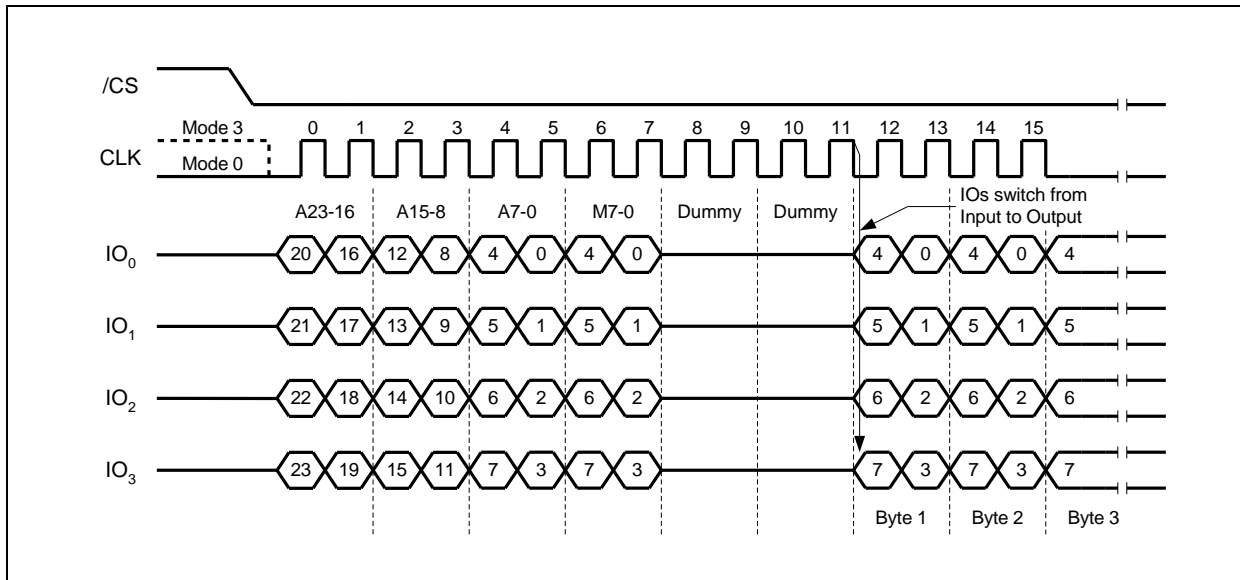 /CS
Mode 3
0 1 2 3 4 5 6 7 8 9 10 11 12 13 14 15
CLK
Mode 0
IOs switch from
Input to Output
A23-16 A15-8 A7-0 M7-0 Dummy Dummy
IO0 20 16 12 8 4 0 4 0 4 0 4 0 4
IO1 21 17 13 9 5 1 5 1 5 1 5 1 5
IO2 22 18 14 10 6 2 6 2 6 2 6 2 6
IO3 23 19 15 11 7 3 7 3 7 3 7 3 7
Byte 1 Byte 2 Byte 3